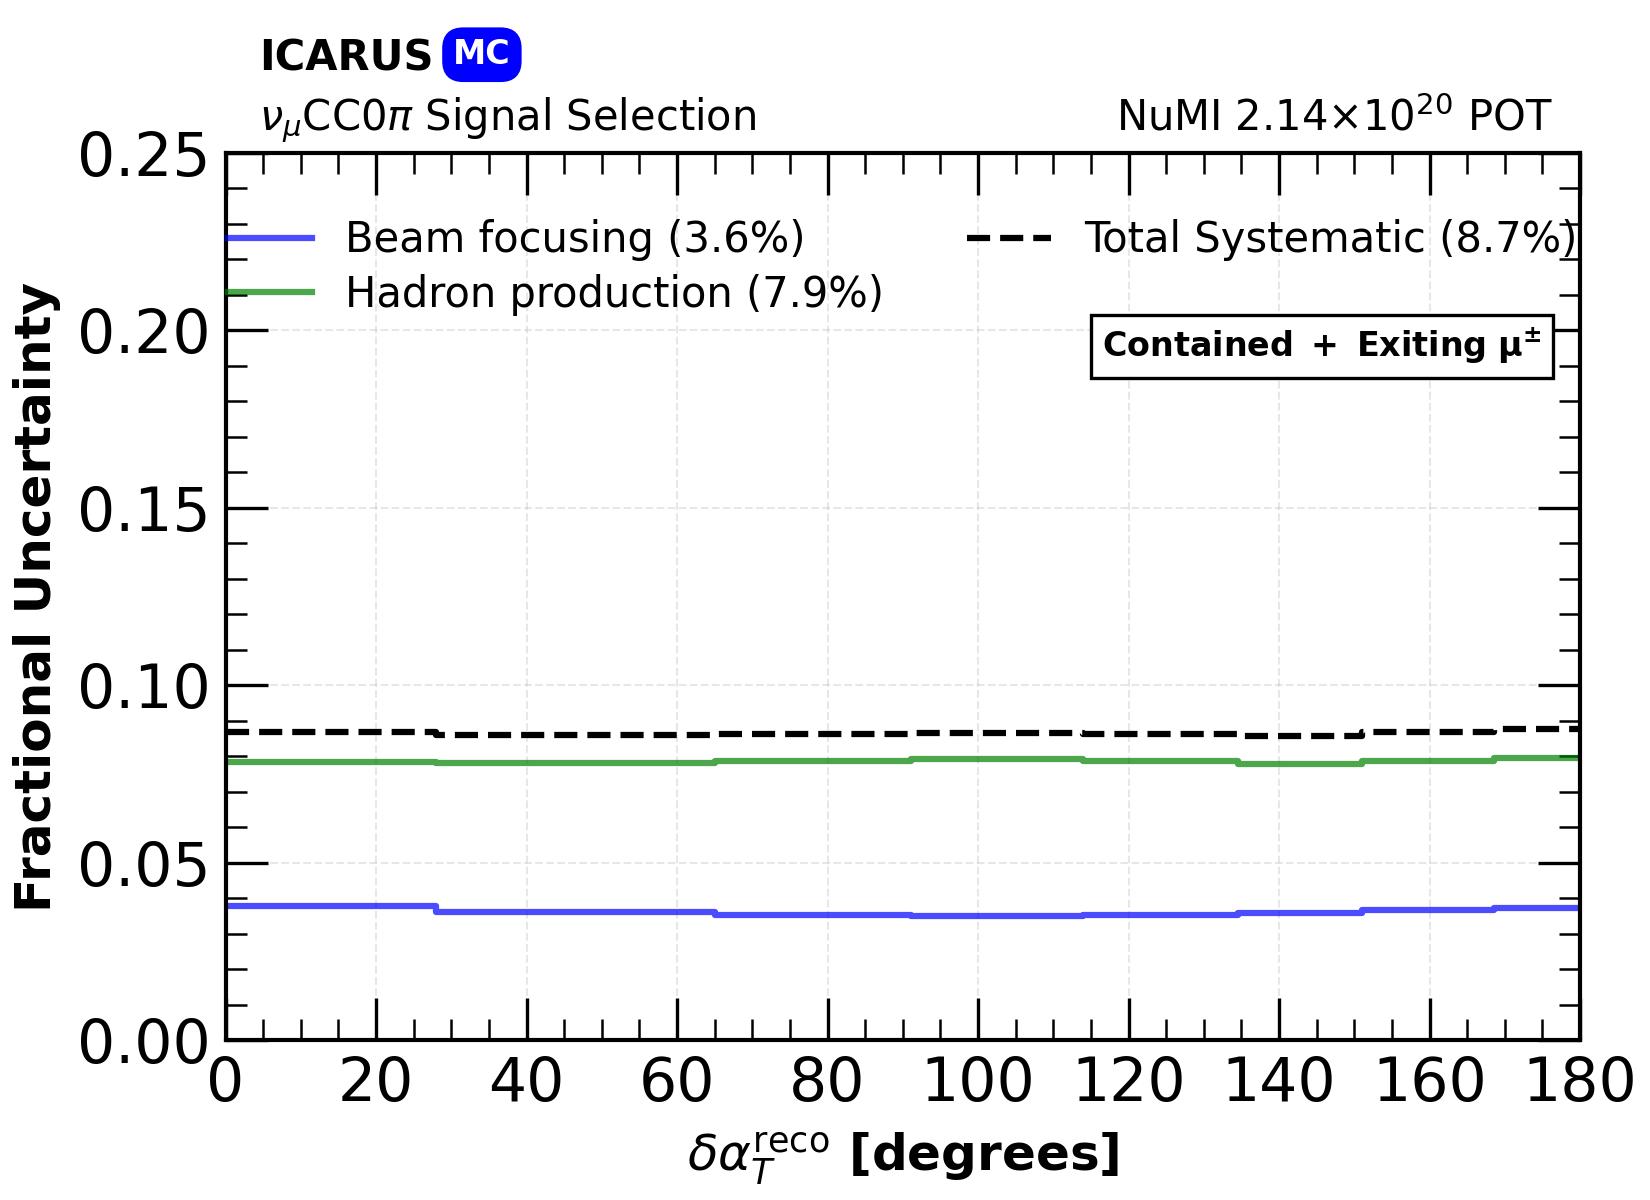 ICARUS MC
νμCC0π Signal Selection NuMI 2.14×10²⁰ POT
Beam focusing (3.6%) Total Systematic (8.7%)
Hadron production (7.9%)
Contained + Exiting μ±
Fractional Uncertainty
0.25
0.20
0.15
0.10
0.05
0.00
0 20 40 60 80 100 120 140 160 180
δα_T^reco [degrees]